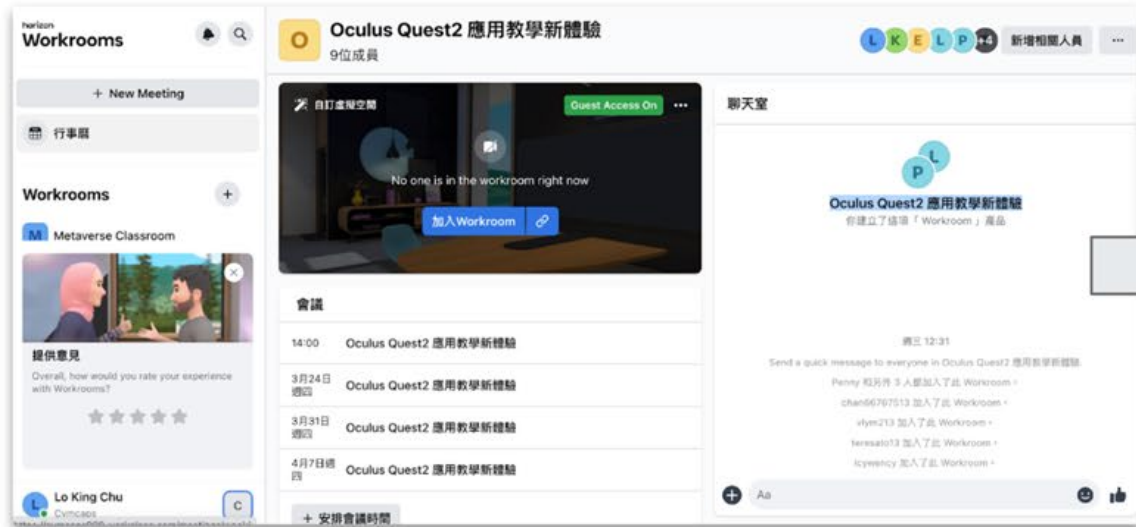 horizon
Workrooms
+ New Meeting
行事曆
Workrooms
+
M Metaverse Classroom
提供意見
Overall, how would you rate your experience
with Workrooms?
Lo King Chu
Cymcaps
L
C
O
Oculus Quest2 應用教學新體驗
9位成員
L K E L P +4
新增相關人員
自訂虛擬空間
Guest Access On
No one is in the workroom right now
加入Workroom
會議
14:00 Oculus Quest2 應用教學新體驗
3月24日
週四
Oculus Quest2 應用教學新體驗
3月31日
週四
Oculus Quest2 應用教學新體驗
4月7日週
四
Oculus Quest2 應用教學新體驗
+ 安排會議時間
聊天室
P L
Oculus Quest2 應用教學新體驗
你建立了這項「 Workroom 」產品
週三 12:31
Send a quick message to everyone in Oculus Quest2 應用教學新體驗.
Penny 和另外 3 人都加入了此 Workroom。
chan66767513 加入了此 Workroom。
vlym213 加入了此 Workroom。
teresato13 加入了此 Workroom。
lcywency 加入了此 Workroom。
Aa